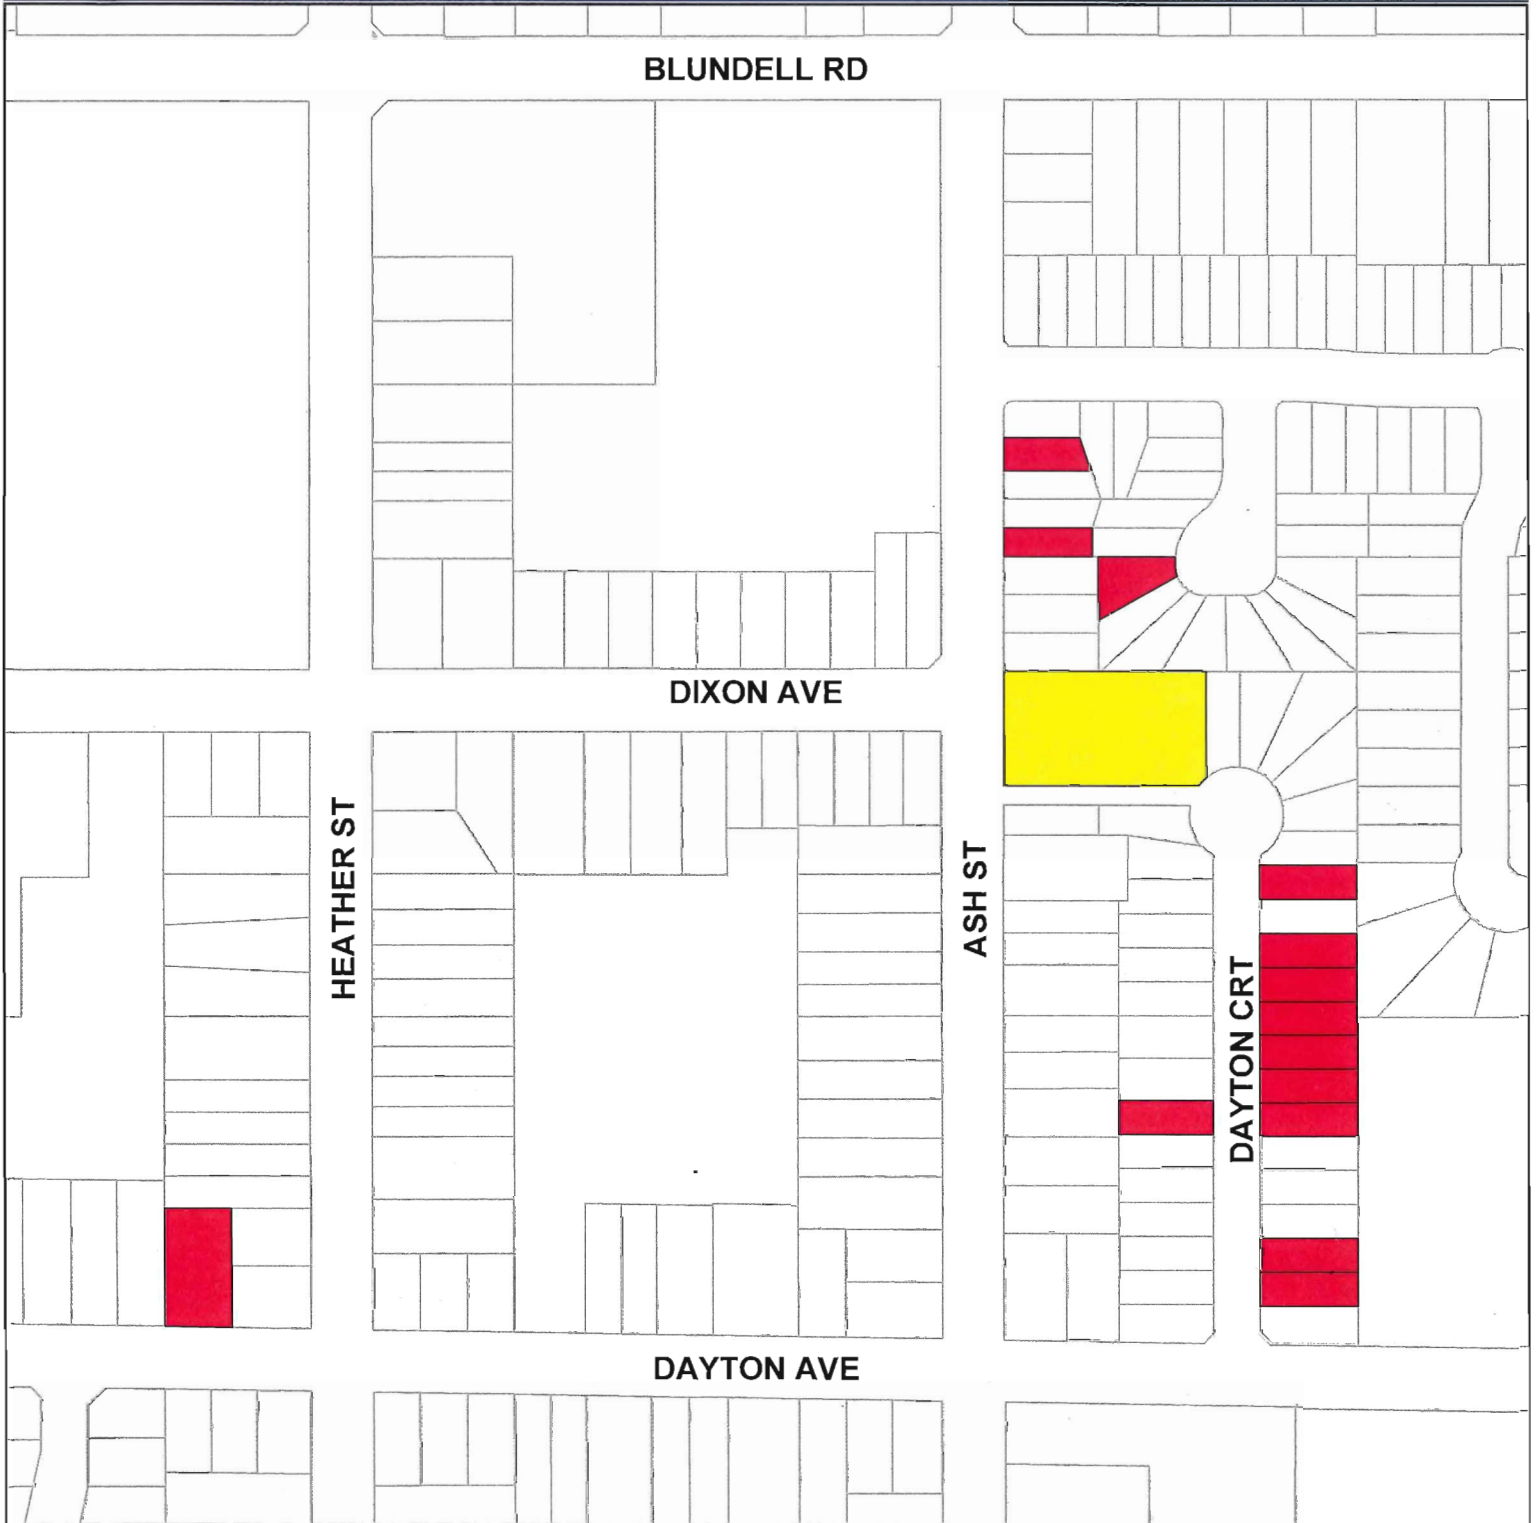 BLUNDELL RD
DIXON AVE
HEATHER ST
ASH ST
DAYTON CRT
DAYTON AVE